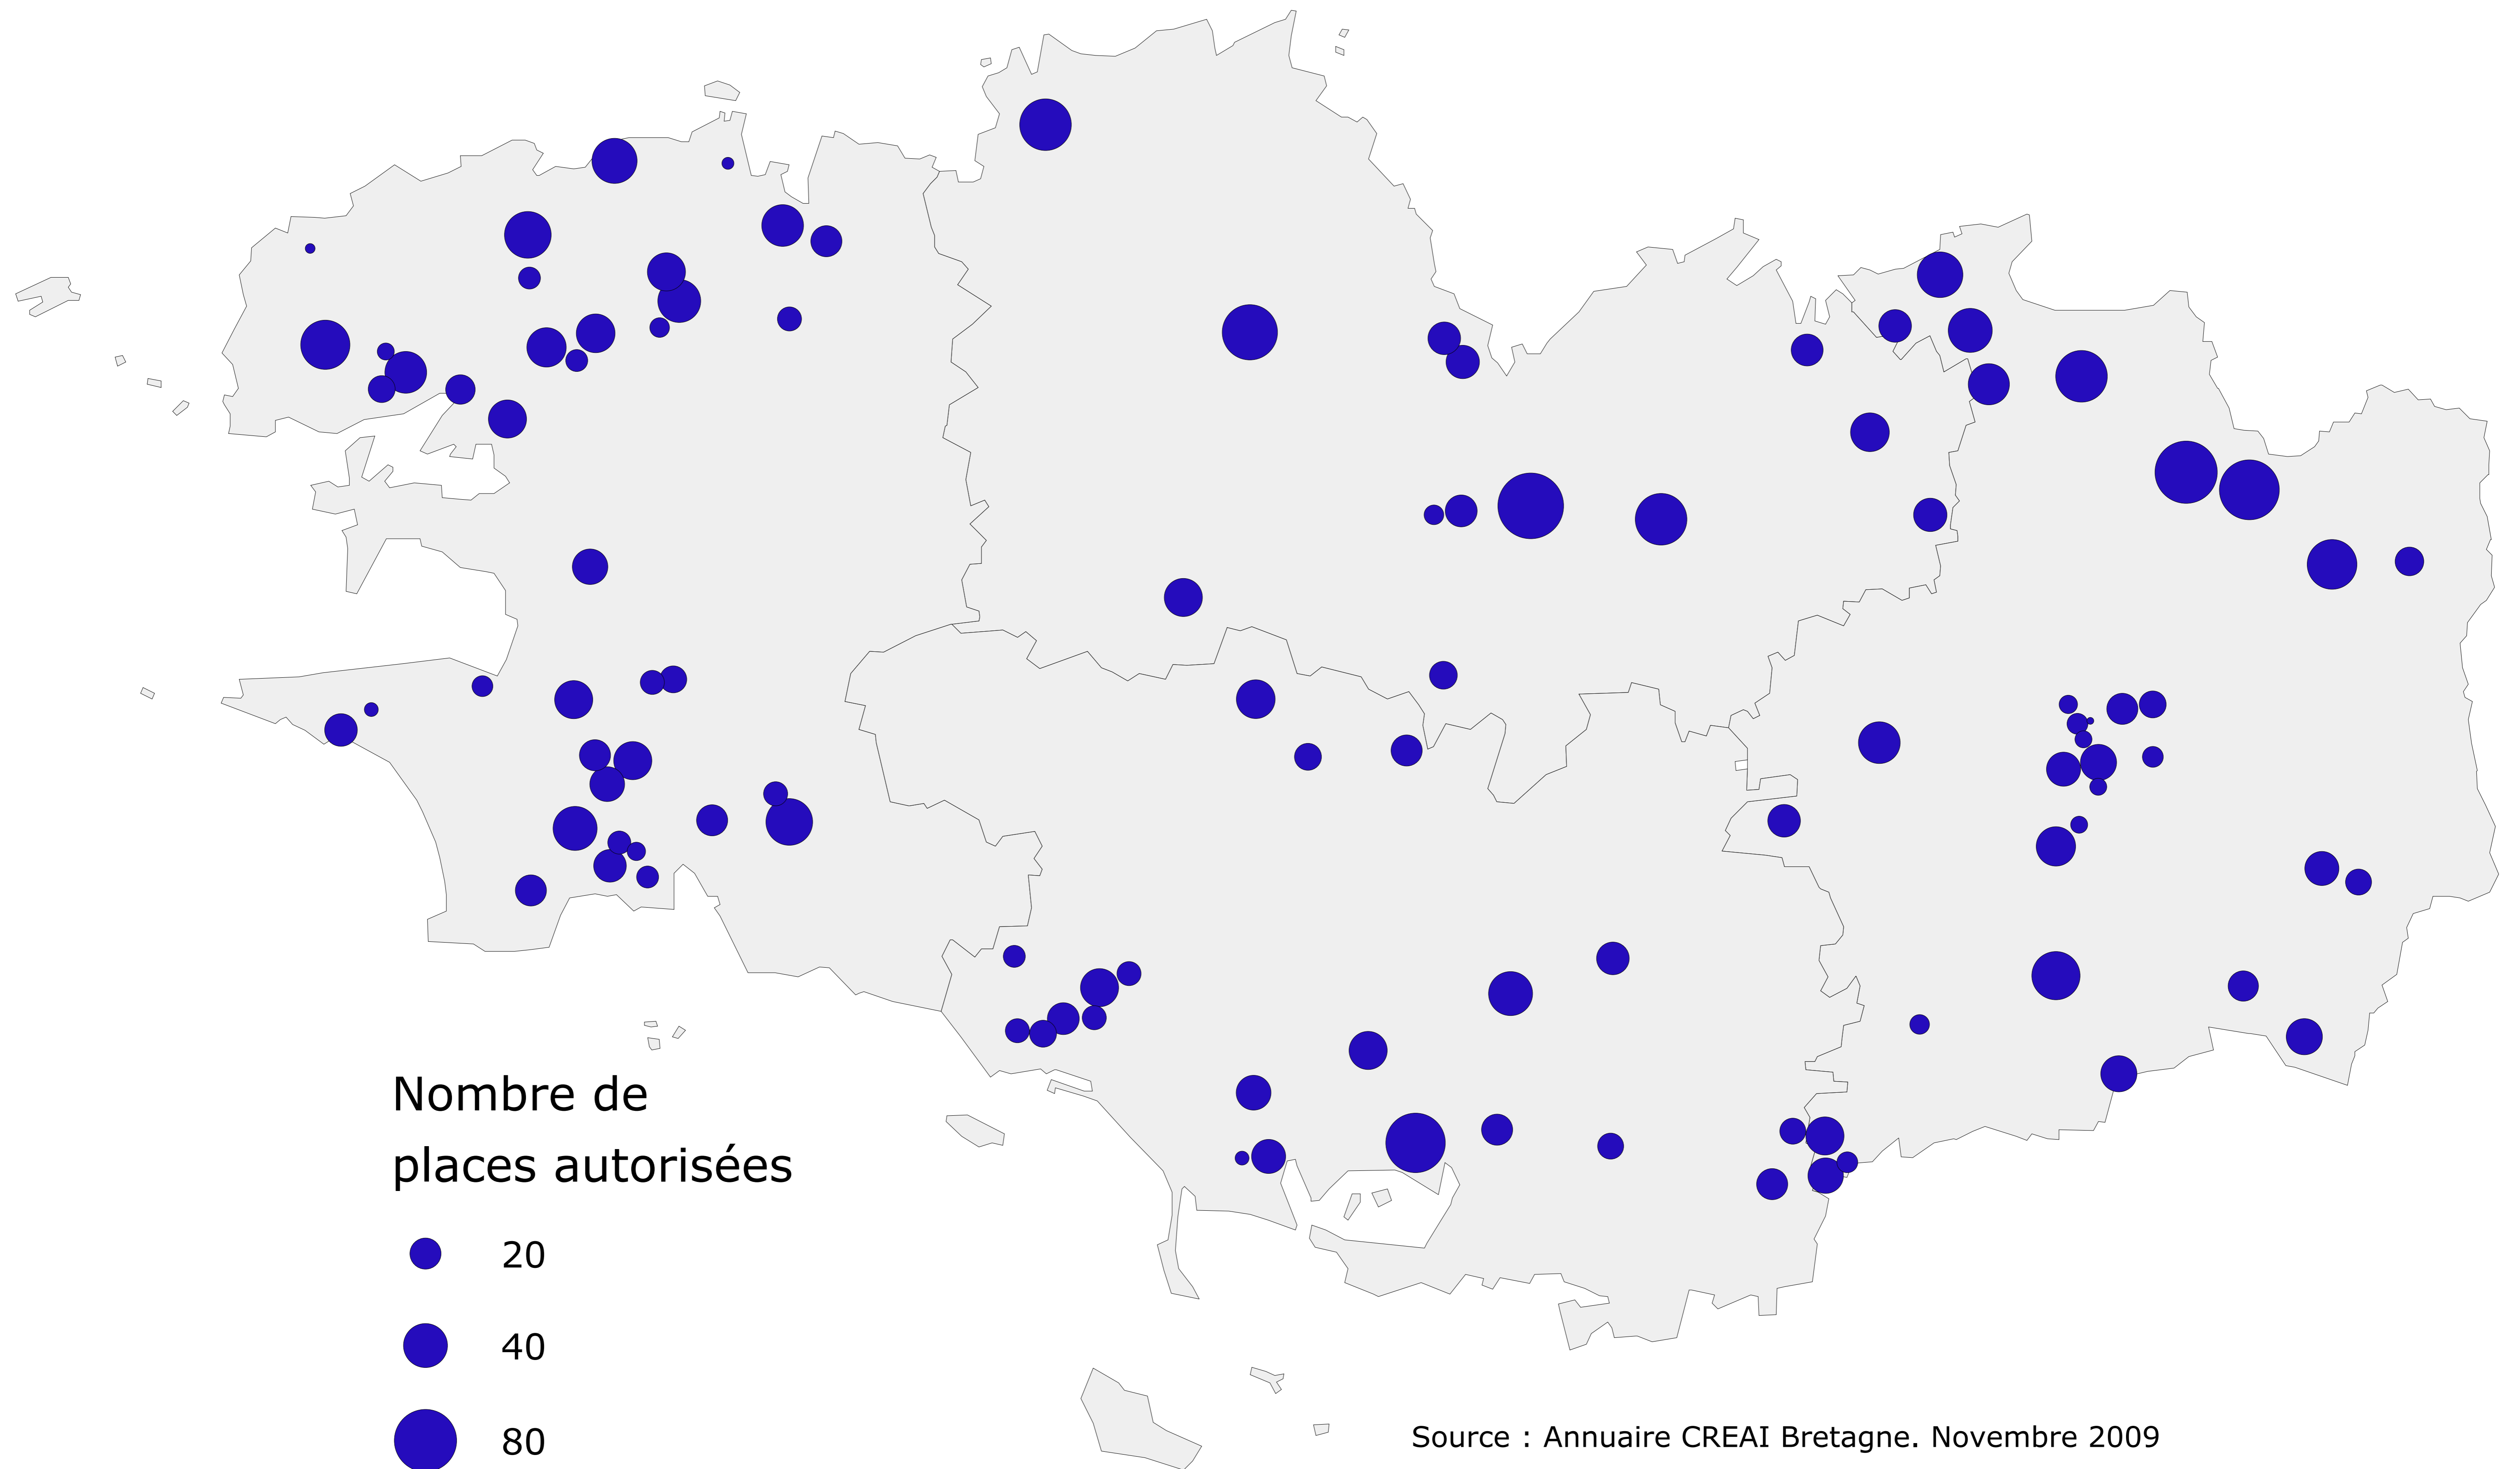 Nombre de
places autorisées
20
40
80
Source : Annuaire CREAI Bretagne. Novembre 2009